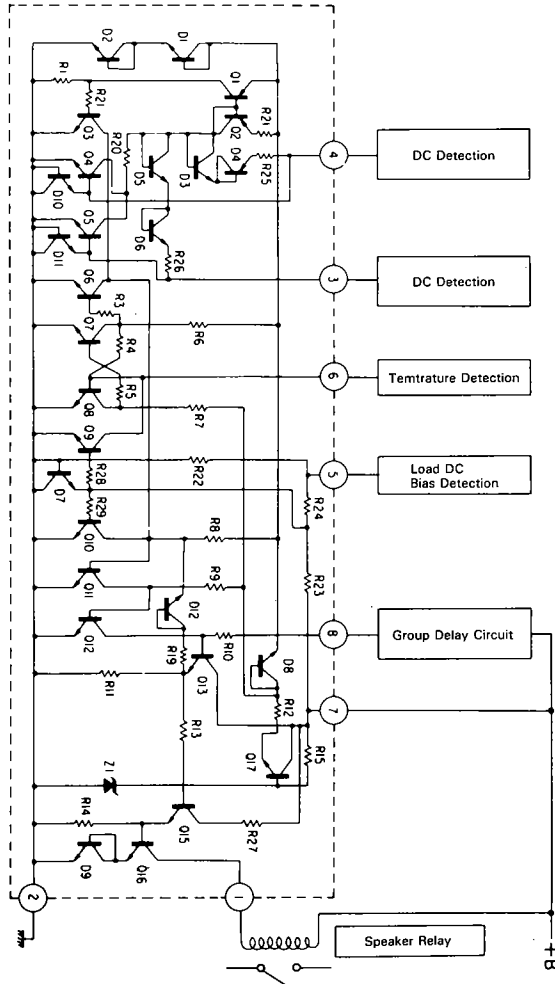 D2
D1
R1
R21
Q3
Q1
Q2
R21
Q4
R20
D3
D4
R25
4
DC Detection
D10
D5
Q5
D11
D6
R26
3
DC Detection
Q6
R3
Q7
R4
R6
6
Temtrature Detection
R5
Q8
R7
Q9
R28
R22
5
Load DC
Bias Detection
D7
R29
R24
Q10
R8
R23
Q11
R9
D12
Q12
R10
8
Group Delay Circuit
R19
D8
R11
Q13
R12
7
R13
Q17
R15
Z1
R14
Q15
R27
D9
Q16
2
1
Speaker Relay
+B